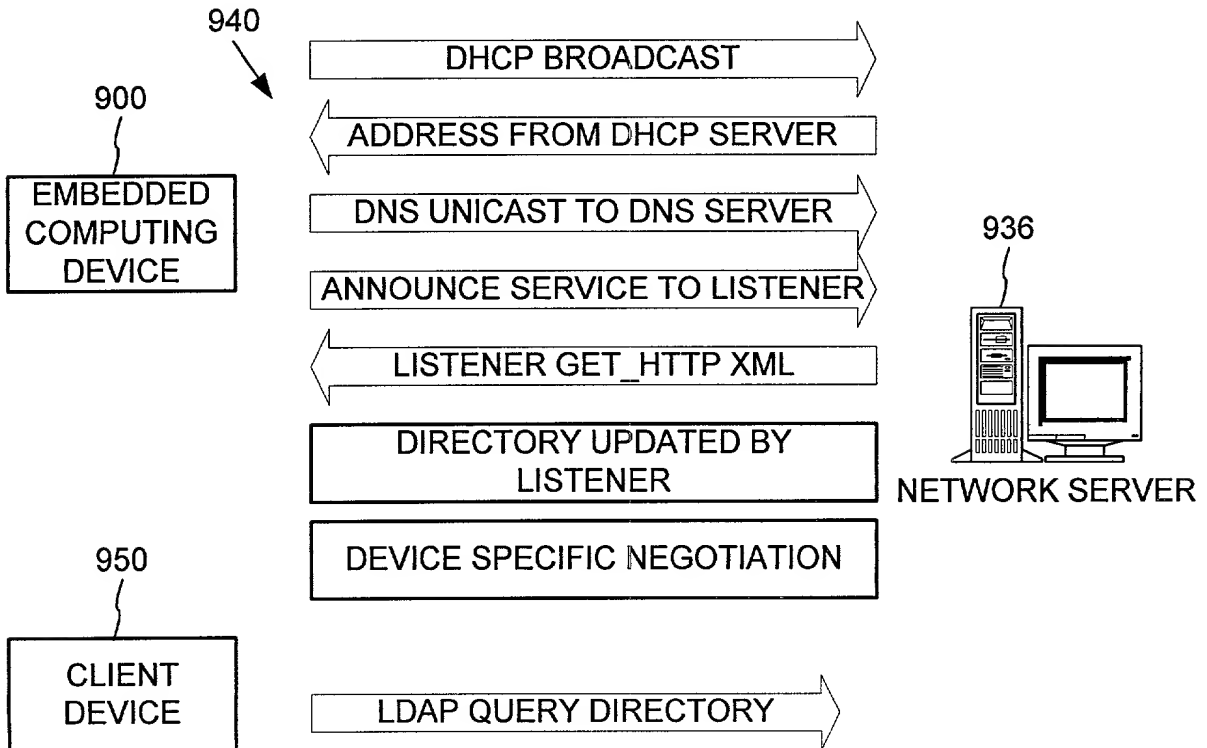 940
DHCP BROADCAST
900
ADDRESS FROM DHCP SERVER
EMBEDDED
COMPUTING
DEVICE
DNS UNICAST TO DNS SERVER
936
ANNOUNCE SERVICE TO LISTENER
LISTENER GET_HTTP XML
DIRECTORY UPDATED BY
LISTENER
NETWORK SERVER
DEVICE SPECIFIC NEGOTIATION
950
CLIENT
DEVICE
LDAP QUERY DIRECTORY